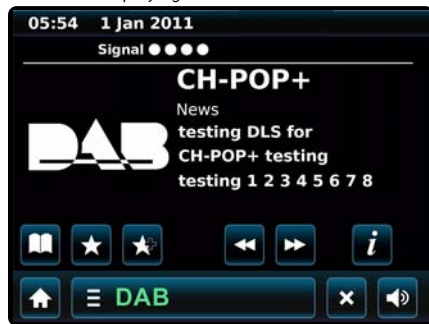 05:54 1 Jan 2011
Signal
CH-POP+
News
DAB
testing DLS for
CH-POP+ testing
testing 1 2 3 4 5 6 7 8
i
DAB